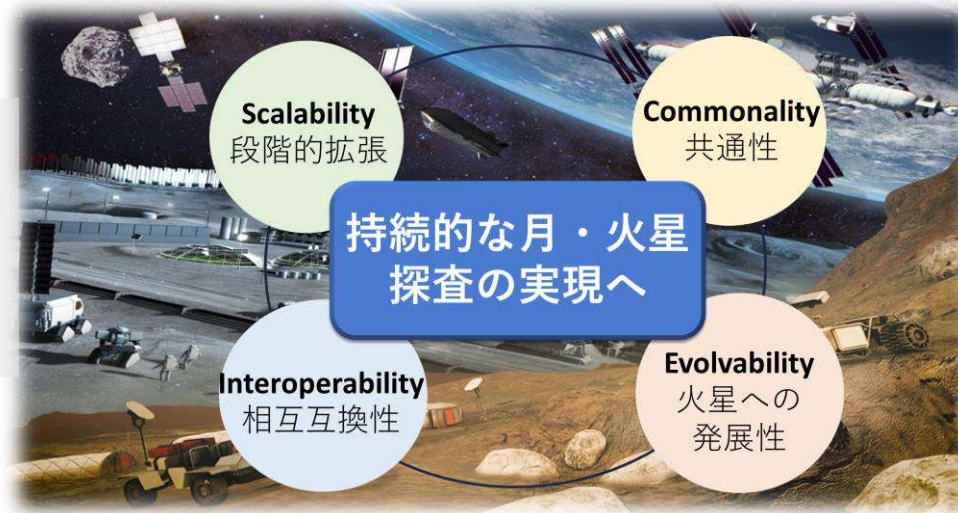 Scalability
段階的拡張
Commonality
共通性
持続的な月・火星
探査の実現へ
Interoperability
相互互換性
Evolvability
火星への
発展性